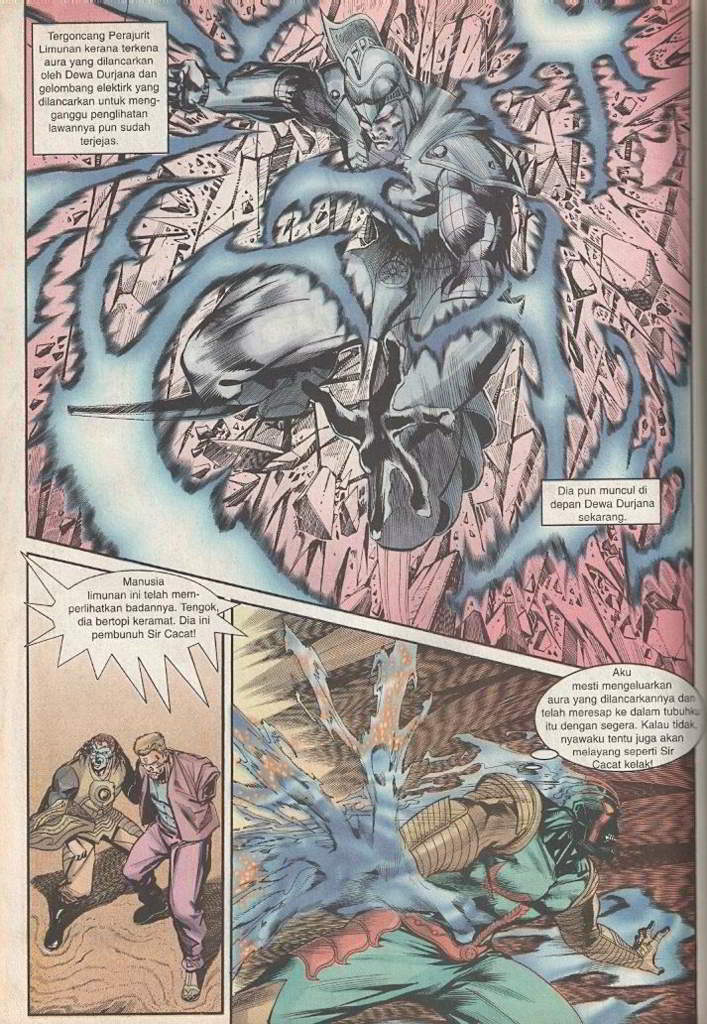 Tergoncang Perajurit
Limunan kerana terkena
aura yang dilancarkan
oleh Dewa Durjana dan
gelombang elektirk yang
dilancarkan untuk meng-
ganggu penglihatan
lawannya pun sudah
terjejas.
Dia pun muncul di
depan Dewa Durjana
sekarang.
Manusia
limunan ini telah mem-
perlihatkan badannya. Tengok,
dia bertopi keramat. Dia ini
pembunuh Sir Cacat!
Aku
mesti mengeluarkan
aura yang dilancarkannya dan
telah meresap ke dalam tubuhku
itu dengan segera. Kalau tidak,
nyawaku tentu juga akan
melayang seperti Sir
Cacat kelak!